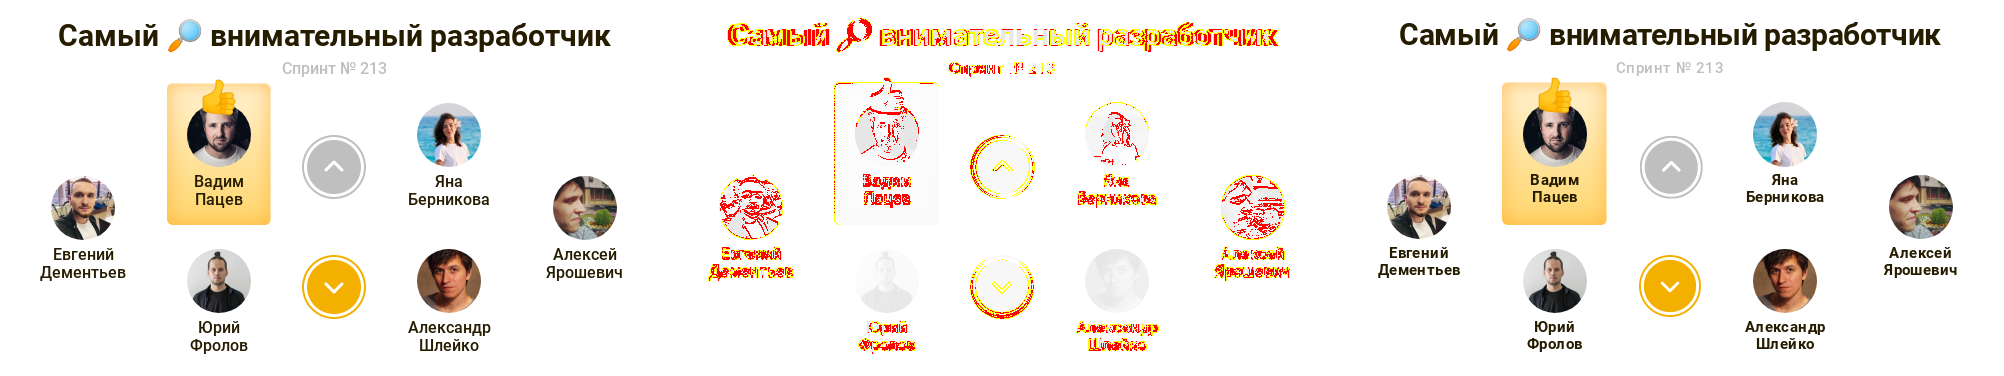 Самый 🔎 внимательный разработчик
Спринт № 213
Вадим
Пацев
Яна
Берникова
Евгений
Дементьев
Алексей
Ярошевич
Юрий
Фролов
Александр
Шлейко
Самый 🔎 внимательный разработчик
Спринт № 213
Вадим
Пацев
Яна
Берникова
Евгений
Дементьев
Алексей
Ярошевич
Юрий
Фролов
Александр
Шлейко
Самый 🔎 внимательный разработчик
Спринт № 213
Вадим
Пацев
Яна
Берникова
Евгений
Дементьев
Алексей
Ярошевич
Юрий
Фролов
Александр
Шлейко